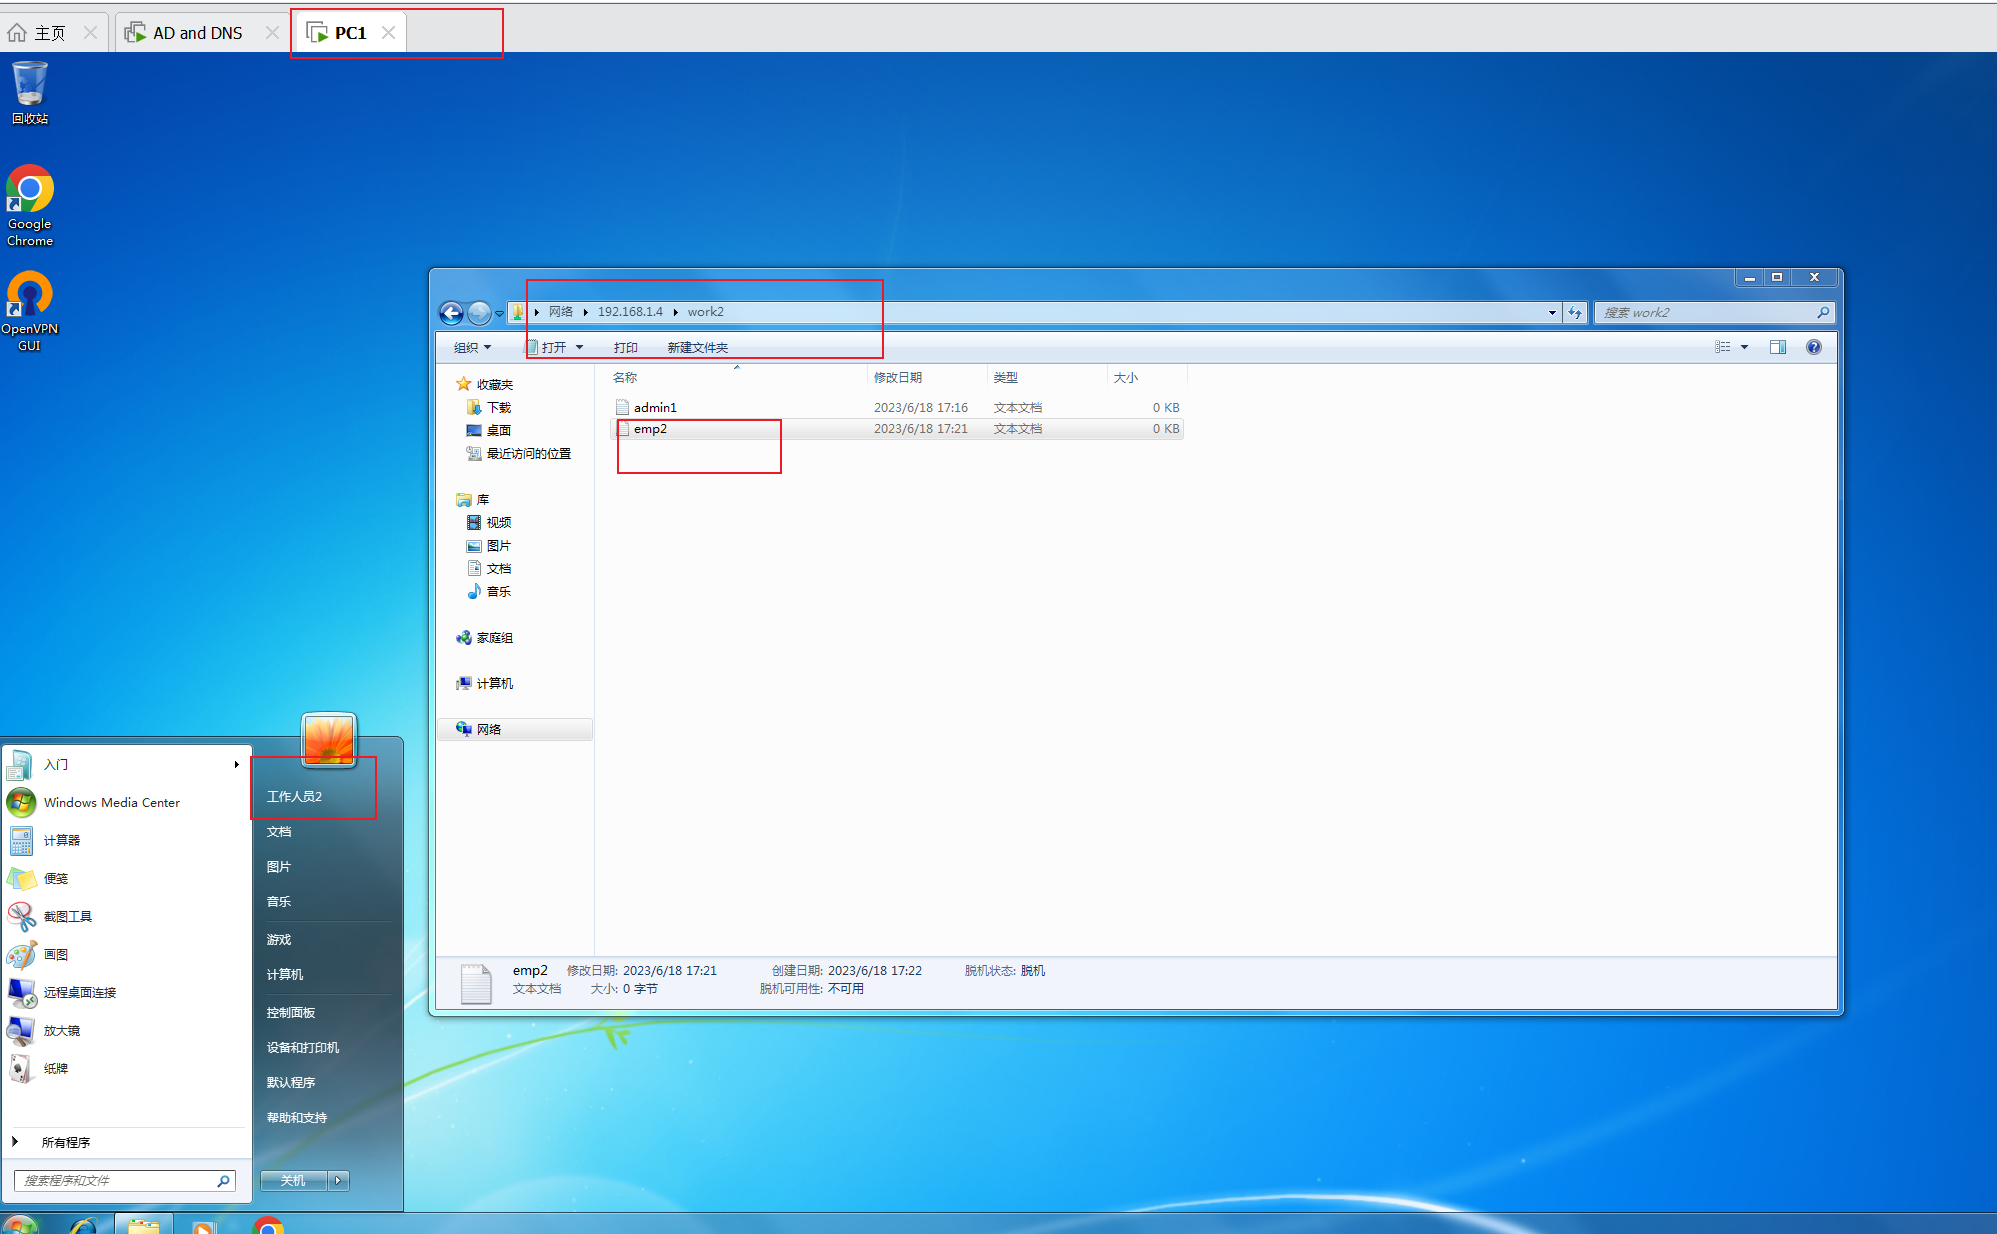 主页
AD and DNS
PC1
回收站
Google
Chrome
OpenVPN
GUI
网络 192.168.1.4 work2
搜索 work2
组织 打开 打印 新建文件夹
名称 修改日期 类型 大小
admin1 2023/6/18 17:16 文本文档 0 KB
emp2 2023/6/18 17:21 文本文档 0 KB
收藏夹
下载
桌面
最近访问的位置
库
视频
图片
文档
音乐
家庭组
计算机
网络
emp2 修改日期: 2023/6/18 17:21 创建日期: 2023/6/18 17:22 脱机状态: 脱机
文本文档 大小: 0 字节 脱机可用性: 不可用
入门
Windows Media Center
计算器
便笺
截图工具
画图
远程桌面连接
放大镜
纸牌
所有程序
搜索程序和文件
工作人员2
文档
图片
音乐
游戏
计算机
控制面板
设备和打印机
默认程序
帮助和支持
关机